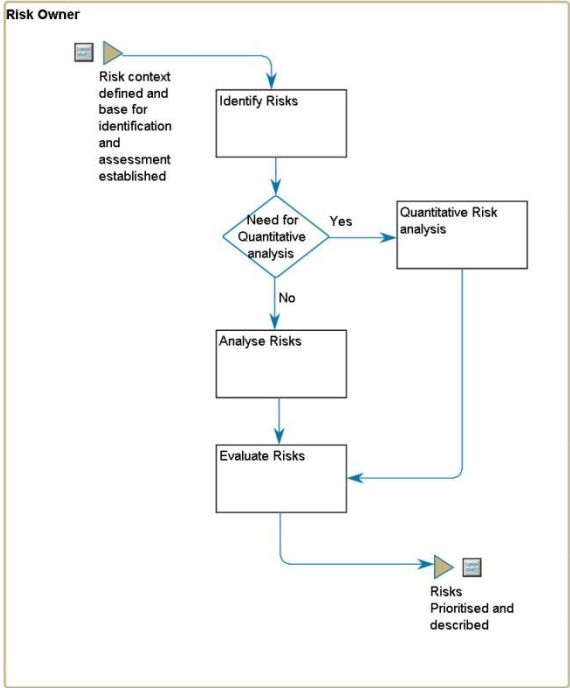 Risk Owner
Risk context
defined and
base for
identification
and
assessment
established
Identify Risks
Need for
Quantitative
analysis
Yes
Quantitative Risk
analysis
No
Analyse Risks
Evaluate Risks
Risks
Prioritised and
described